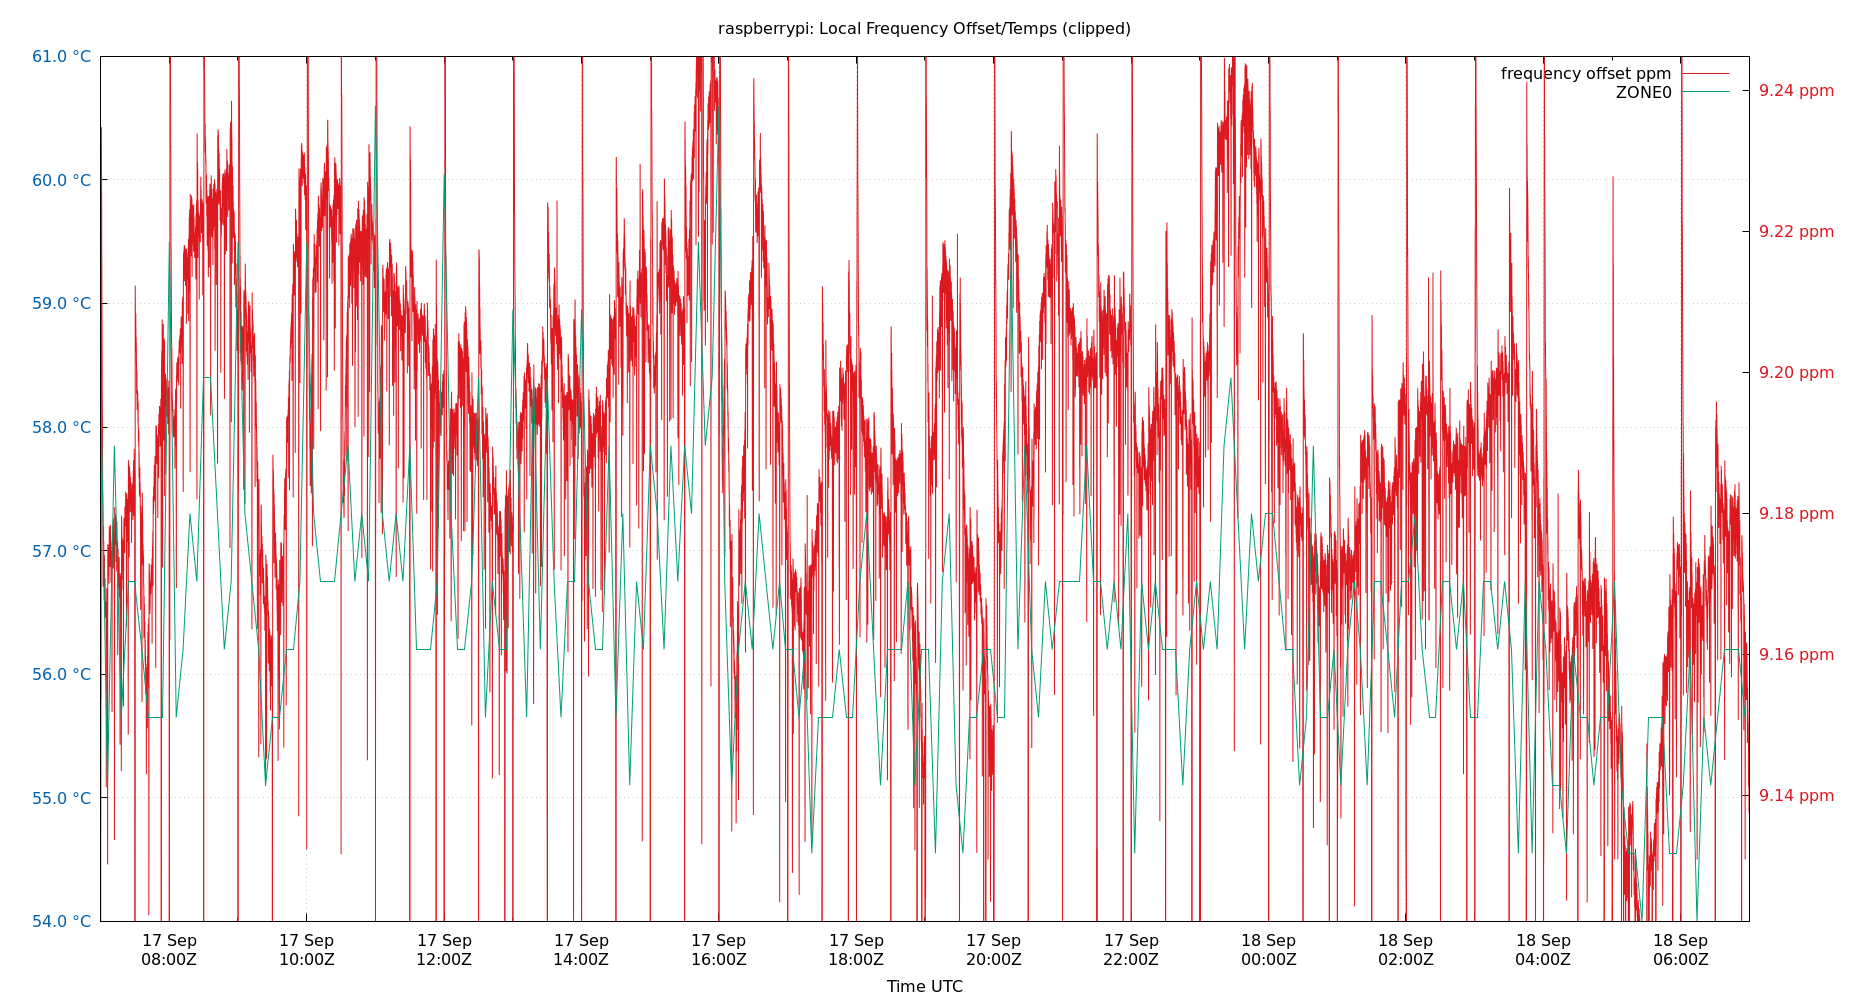 raspberrypi: Local Frequency Offset/Temps (clipped)
61.0 °C
60.0 °C
59.0 °C
58.0 °C
57.0 °C
56.0 °C
55.0 °C
54.0 °C
frequency offset ppm
ZONE0
9.24 ppm
9.22 ppm
9.20 ppm
9.18 ppm
9.16 ppm
9.14 ppm
17 Sep 17 Sep 17 Sep 17 Sep 17 Sep 17 Sep 17 Sep 17 Sep 18 Sep 18 Sep 18 Sep 18 Sep
08:00Z 10:00Z 12:00Z 14:00Z 16:00Z 18:00Z 20:00Z 22:00Z 00:00Z 02:00Z 04:00Z 06:00Z
Time UTC